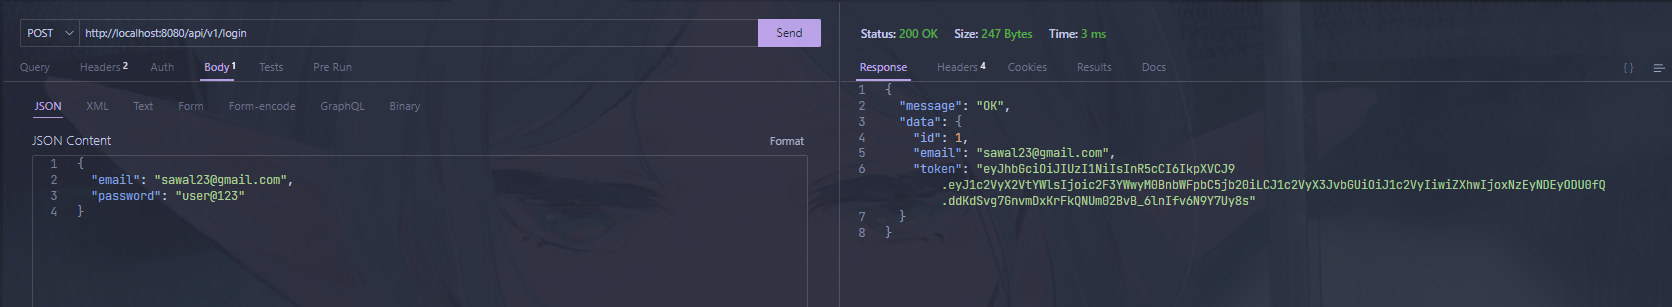 POST http://localhost:8080/api/v1/login Send
Query Headers 2 Auth Body 1 Tests Pre Run
JSON XML Text Form Form-encode GraphQL Binary
JSON Content Format
1 {
2 "email": "sawal23@gmail.com",
3 "password": "user@123"
4 }
Status: 200 OK Size: 247 Bytes Time: 3 ms
Response Headers 4 Cookies Results Docs { }
1 {
2 "message": "OK",
3 "data": {
4 "id": 1,
5 "email": "sawal23@gmail.com",
6 "token": "eyJhbGciOiJIUzI1NiIsInR5cCI6IkpXVCJ9
.eyJ1c2VyX2VtYWlsIjoic2F3YWwyM0BnbWFpbC5jb20iLCJ1c2VyX3JvbGUiOiJ1c2VyIiwiZXhwIjoxNzEyNDEyODU0fQ
.ddKdSvg7GnvmDxKrFkQNUm02BvB_6lnIfv6N9Y7Uy8s"
7 }
8 }